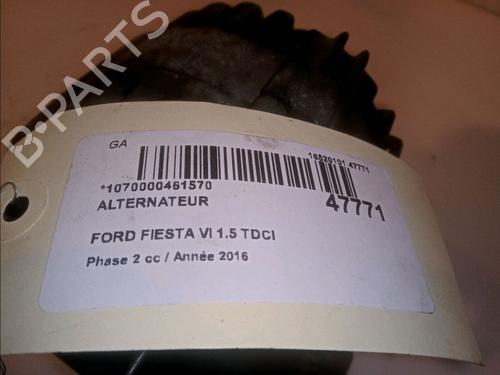 B-PARTS
GA
16520101 47771
*1070000461570
47771
ALTERNATEUR
FORD FIESTA VI 1.5 TDCI
Phase 2 cc / Année 2016